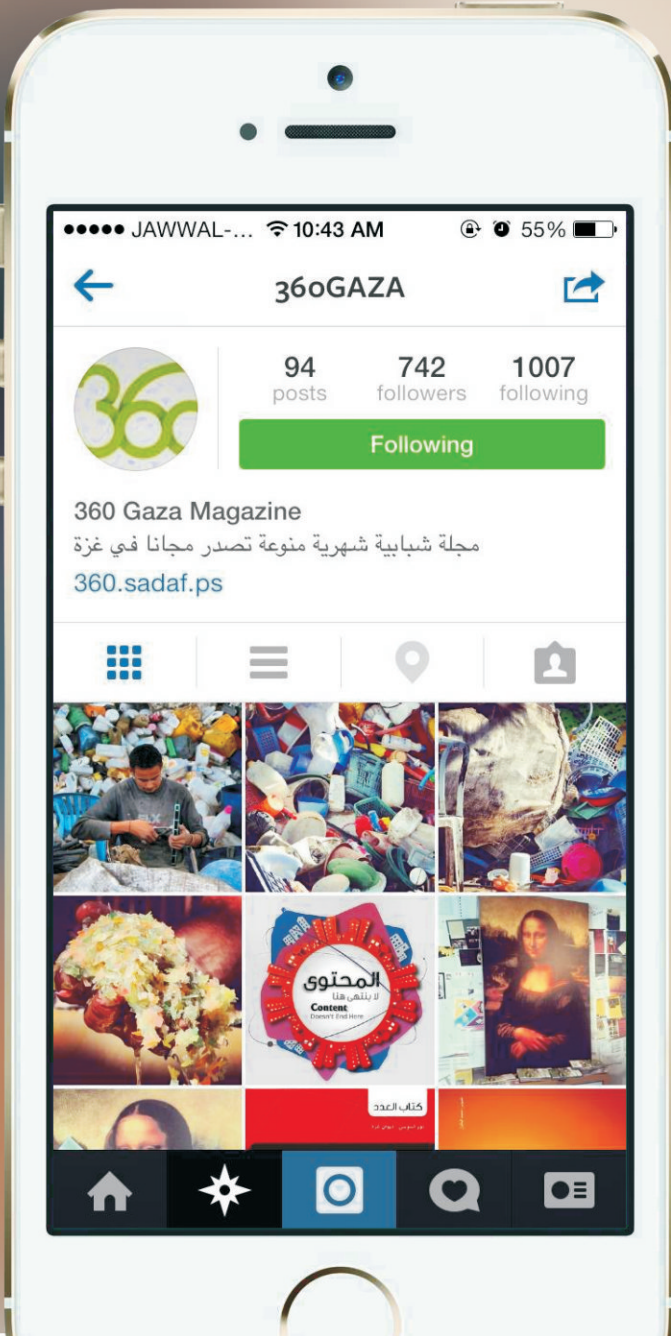 JAWWAL-... 10:43 AM 55%
360GAZA
360
94 742 1007
posts followers following
Following
360 Gaza Magazine
مجلة شبابية شهرية منوعة تصدر مجانا في غزة
360.sadaf.ps
المحتوى
لا ينتهي هنا
Content
Doesn't End Here
كتاب العدد